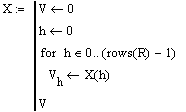 X := V ← 0
h ← 0
for h ∈ 0..(rows(R) − 1)
V_h ← X(h)
V